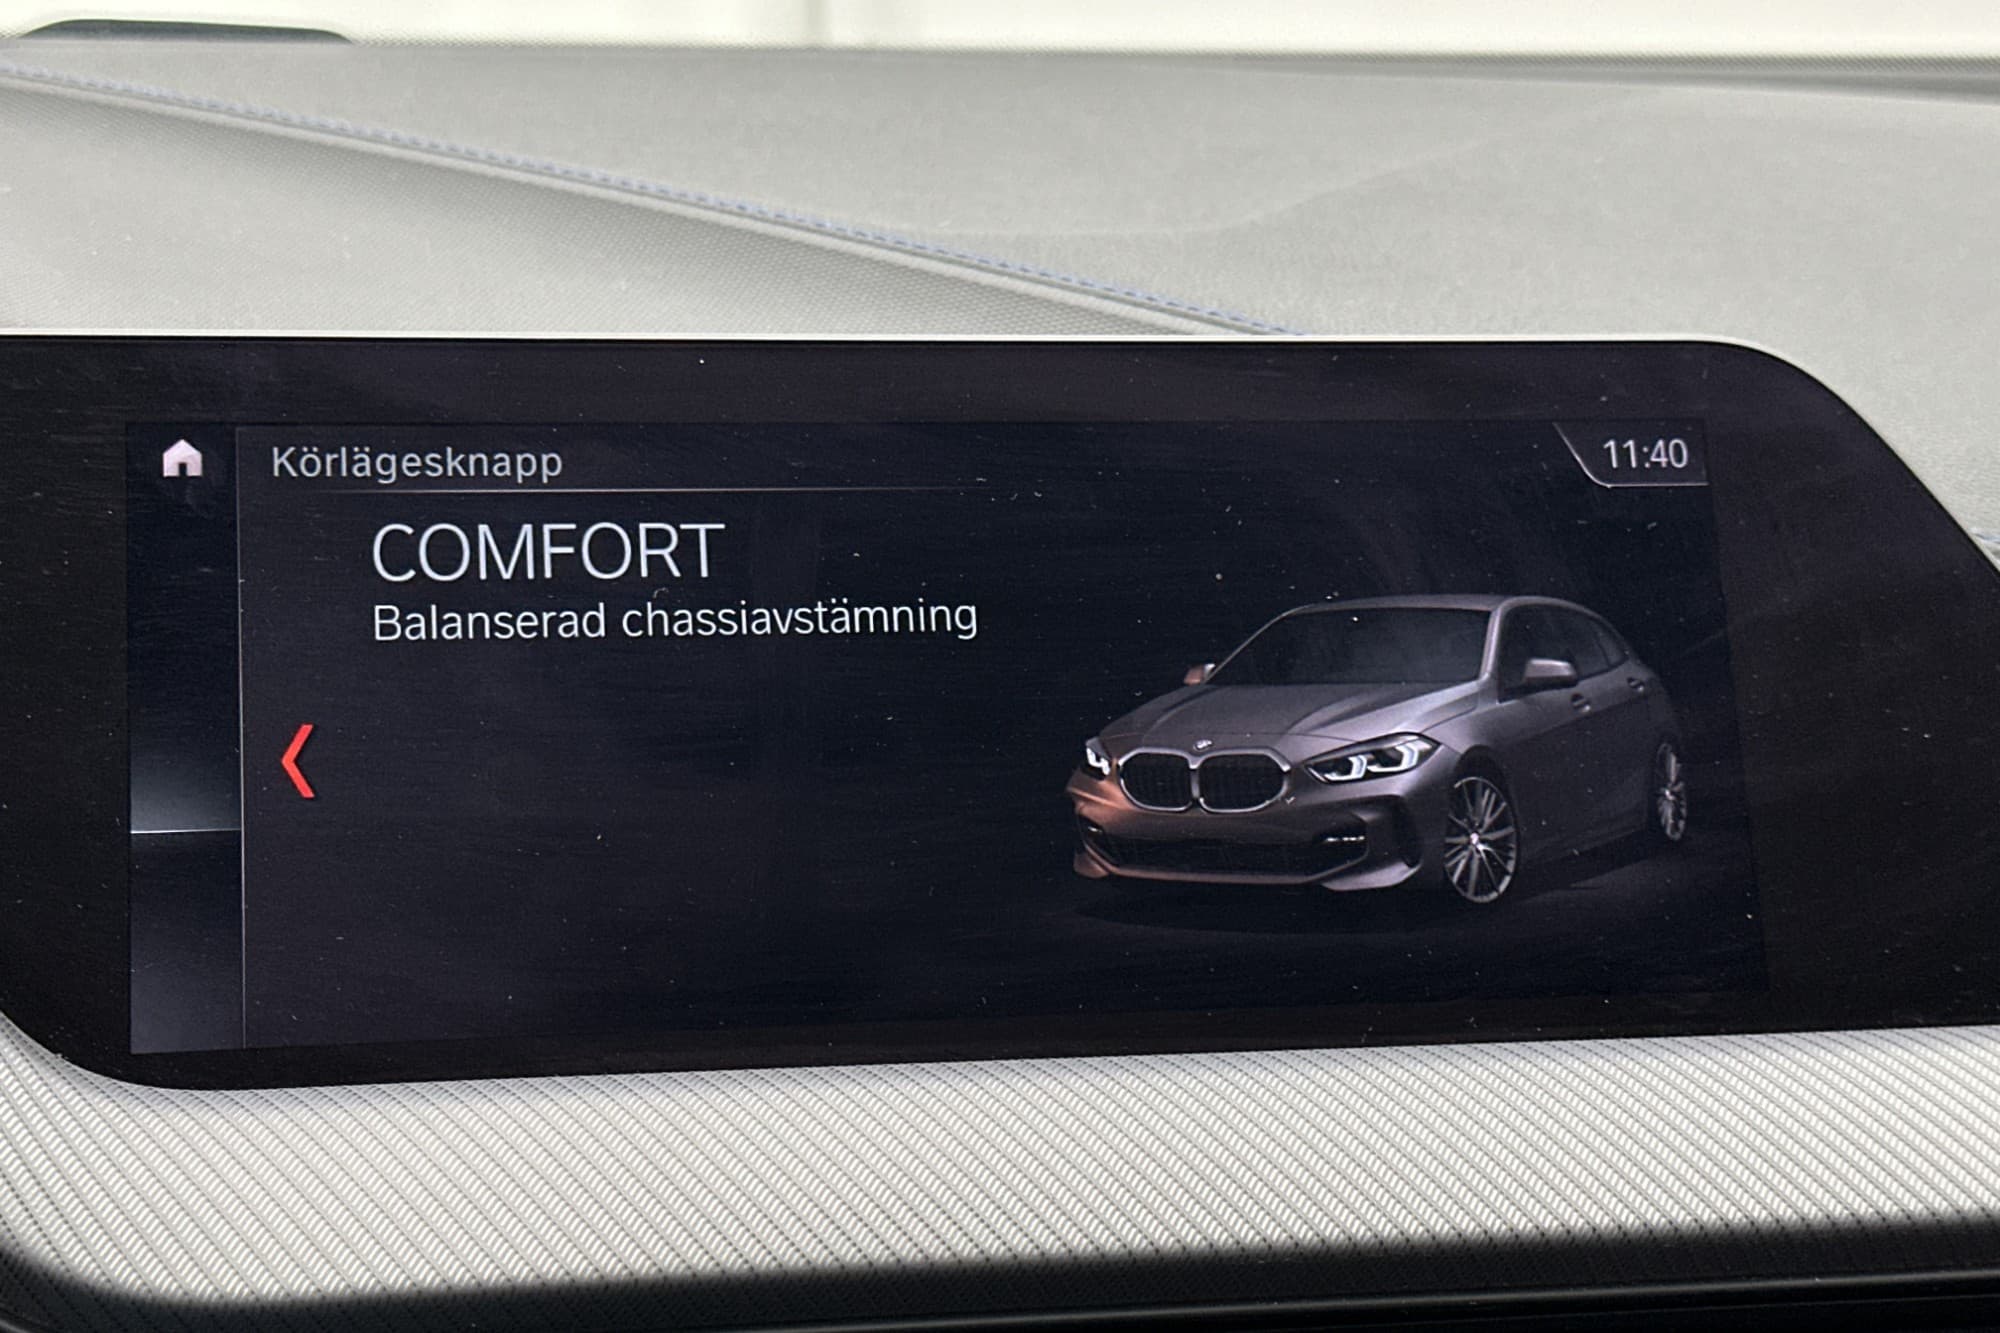 Körlägesknapp
11:40
COMFORT
Balanserad chassiavstämning